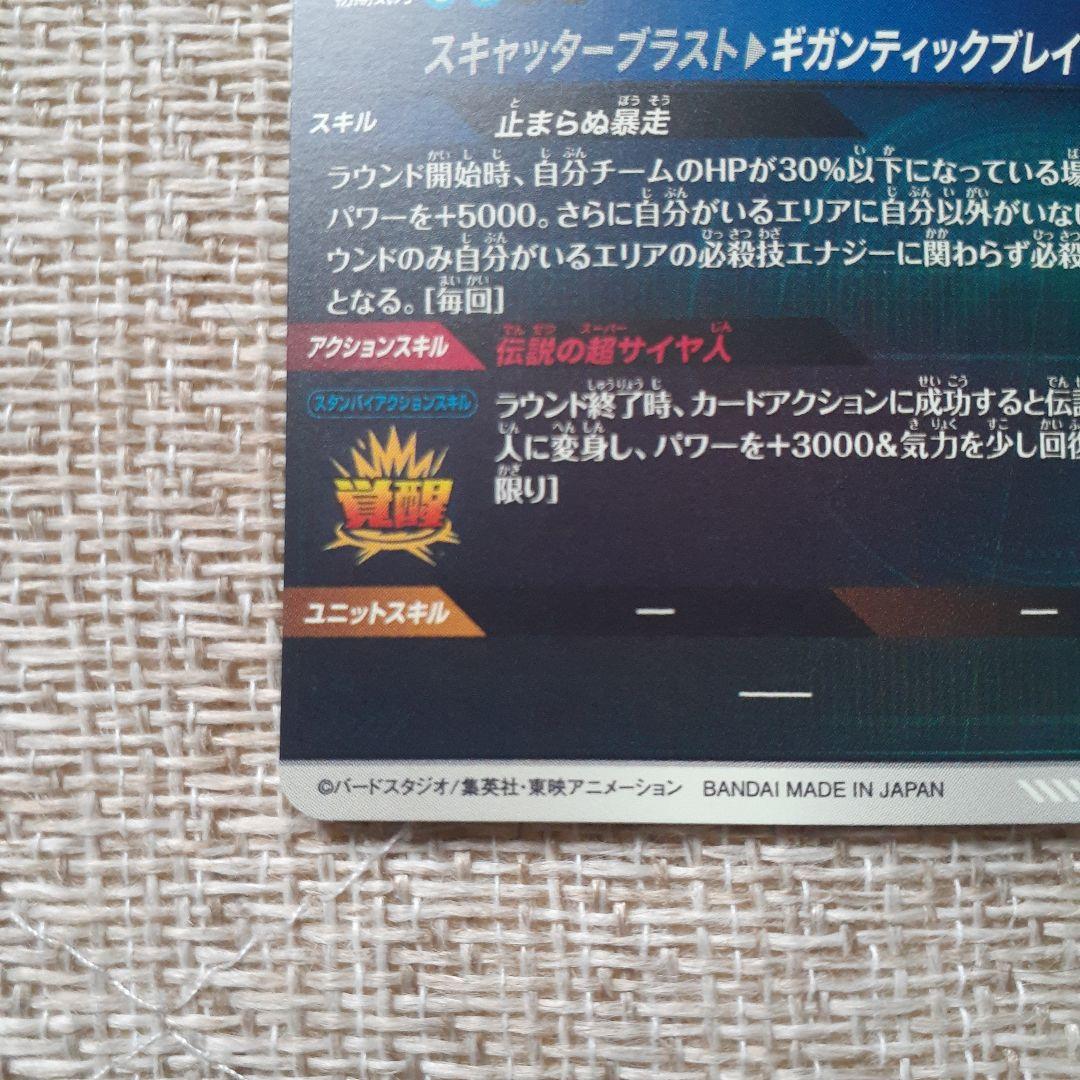 スキャッターブラスト▶ギガンティックブレイ
スキル 止まらぬ暴走
ラウンド開始時、自分チームのHPが30%以下になっている場
パワーを+5000。さらに自分がいるエリアに自分以外がいない
ウンドのみ自分がいるエリアの必殺技エナジーに関わらず必殺
となる。[毎回]
アクションスキル 伝説の超サイヤ人
スタンバイアクションスキル
ラウンド終了時、カードアクションに成功すると伝説
人に変身し、パワーを+3000&気力を少し回復
限り]
覚醒
ユニットスキル ー ー
ー
©バードスタジオ/集英社・東映アニメーション BANDAI MADE IN JAPAN